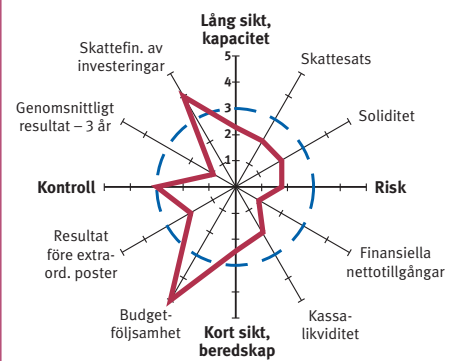 Lång sikt,
kapacitet
Skattefin. av
investeringar
Skattesats
5
4
3
2
1
Genomsnittligt
resultat – 3 år
Soliditet
Kontroll
Risk
Resultat
före extra-
ord. poster
Finansiella
nettotillgångar
Budget-
följsamhet
Kassa-
likviditet
Kort sikt,
beredskap